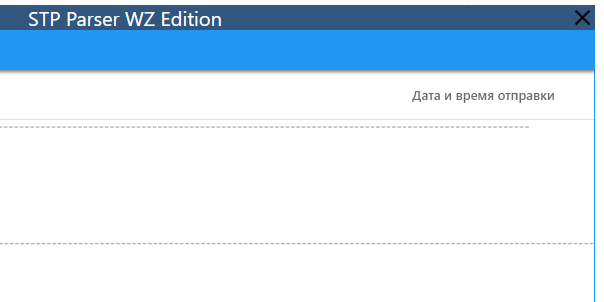 STP Parser WZ Edition
Дата и время отправки